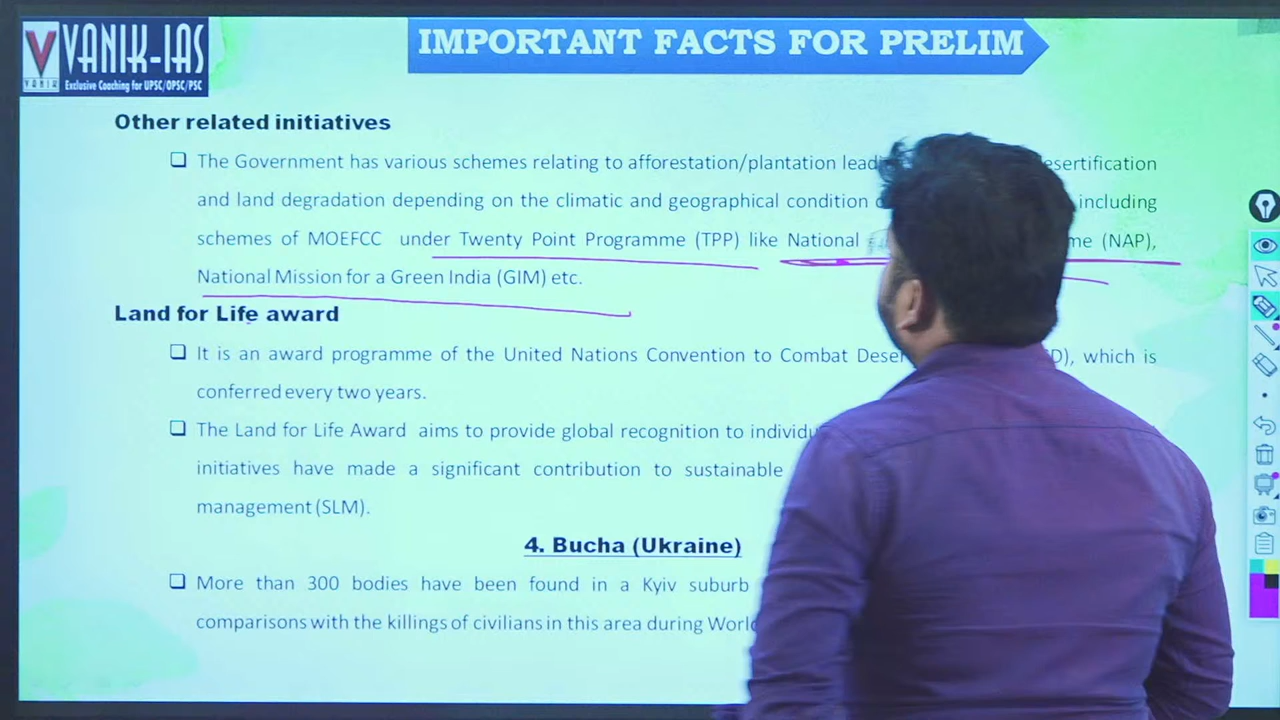 VANIK-IAS
VANIK
Exclusive Coaching for UPSC/OPSC/PSC
IMPORTANT FACTS FOR PRELIM
Other related initiatives
The Government has various schemes relating to afforestation/plantation
and land degradation depending on the climatic and geographical condition including
schemes of MOEFCC under Twenty Point Programme (TPP) like National (NAP),
National Mission for a Green India (GIM) etc.
Land for Life award
It is an award programme of the United Nations Convention to Combat which is
conferred every two years.
The Land for Life Award aims to provide global recognition to
initiatives have made a significant contribution to sustainable
management (SLM).
4. Bucha (Ukraine)
More than 300 bodies have been found in a Kyiv suburb
comparisons with the killings of civilians in this area during